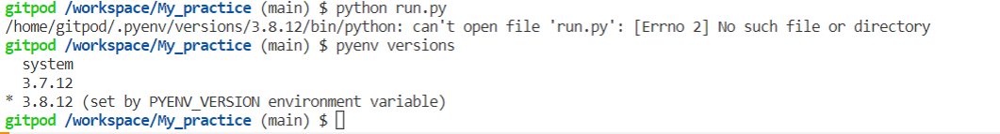 gitpod /workspace/My_practice (main) $ python run.py
/home/gitpod/.pyenv/versions/3.8.12/bin/python: can't open file 'run.py': [Errno 2] No such file or directory
gitpod /workspace/My_practice (main) $ pyenv versions
  system
  3.7.12
* 3.8.12 (set by PYENV_VERSION environment variable)
gitpod /workspace/My_practice (main) $